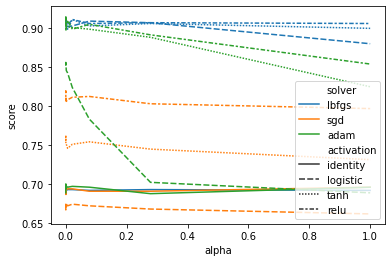 0.90
0.85
0.80
0.75
0.70
0.65
score
0.0
0.2
0.4
0.6
0.8
1.0
alpha
solver
lbfgs
sgd
adam
activation
identity
logistic
tanh
relu